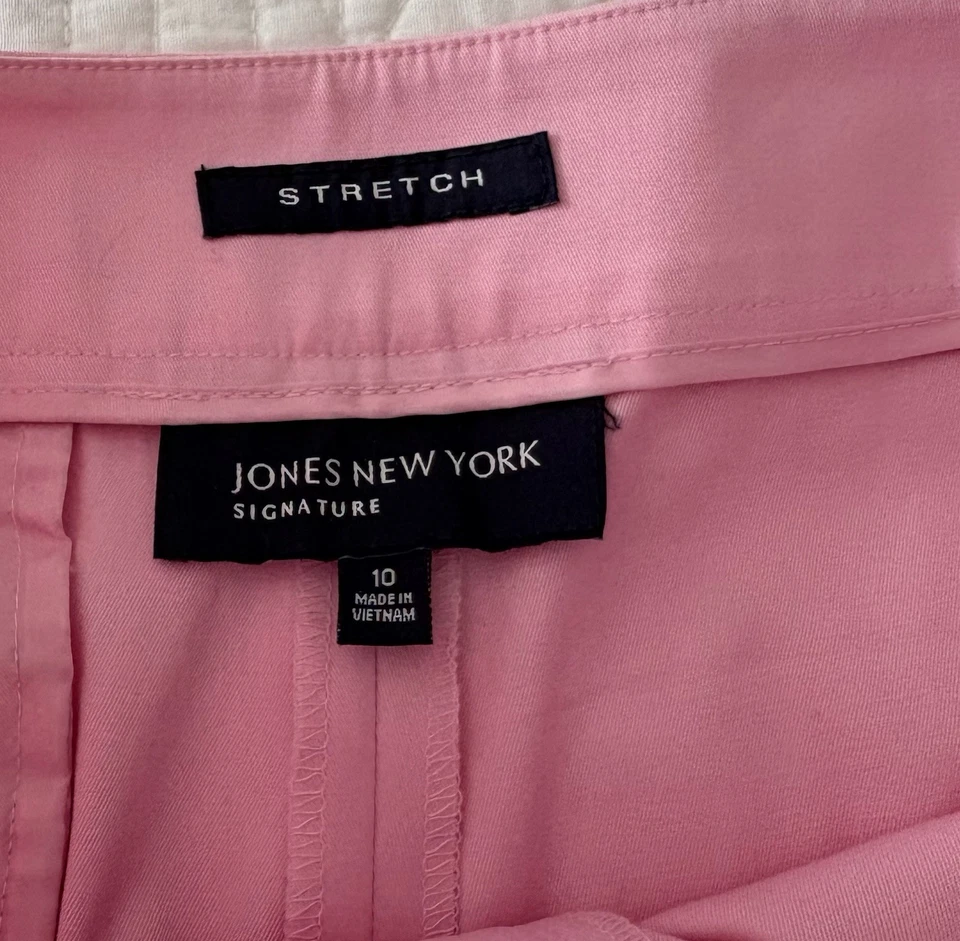 STRETCH
JONES NEW YORK
SIGNATURE
10
MADE IN
VIETNAM